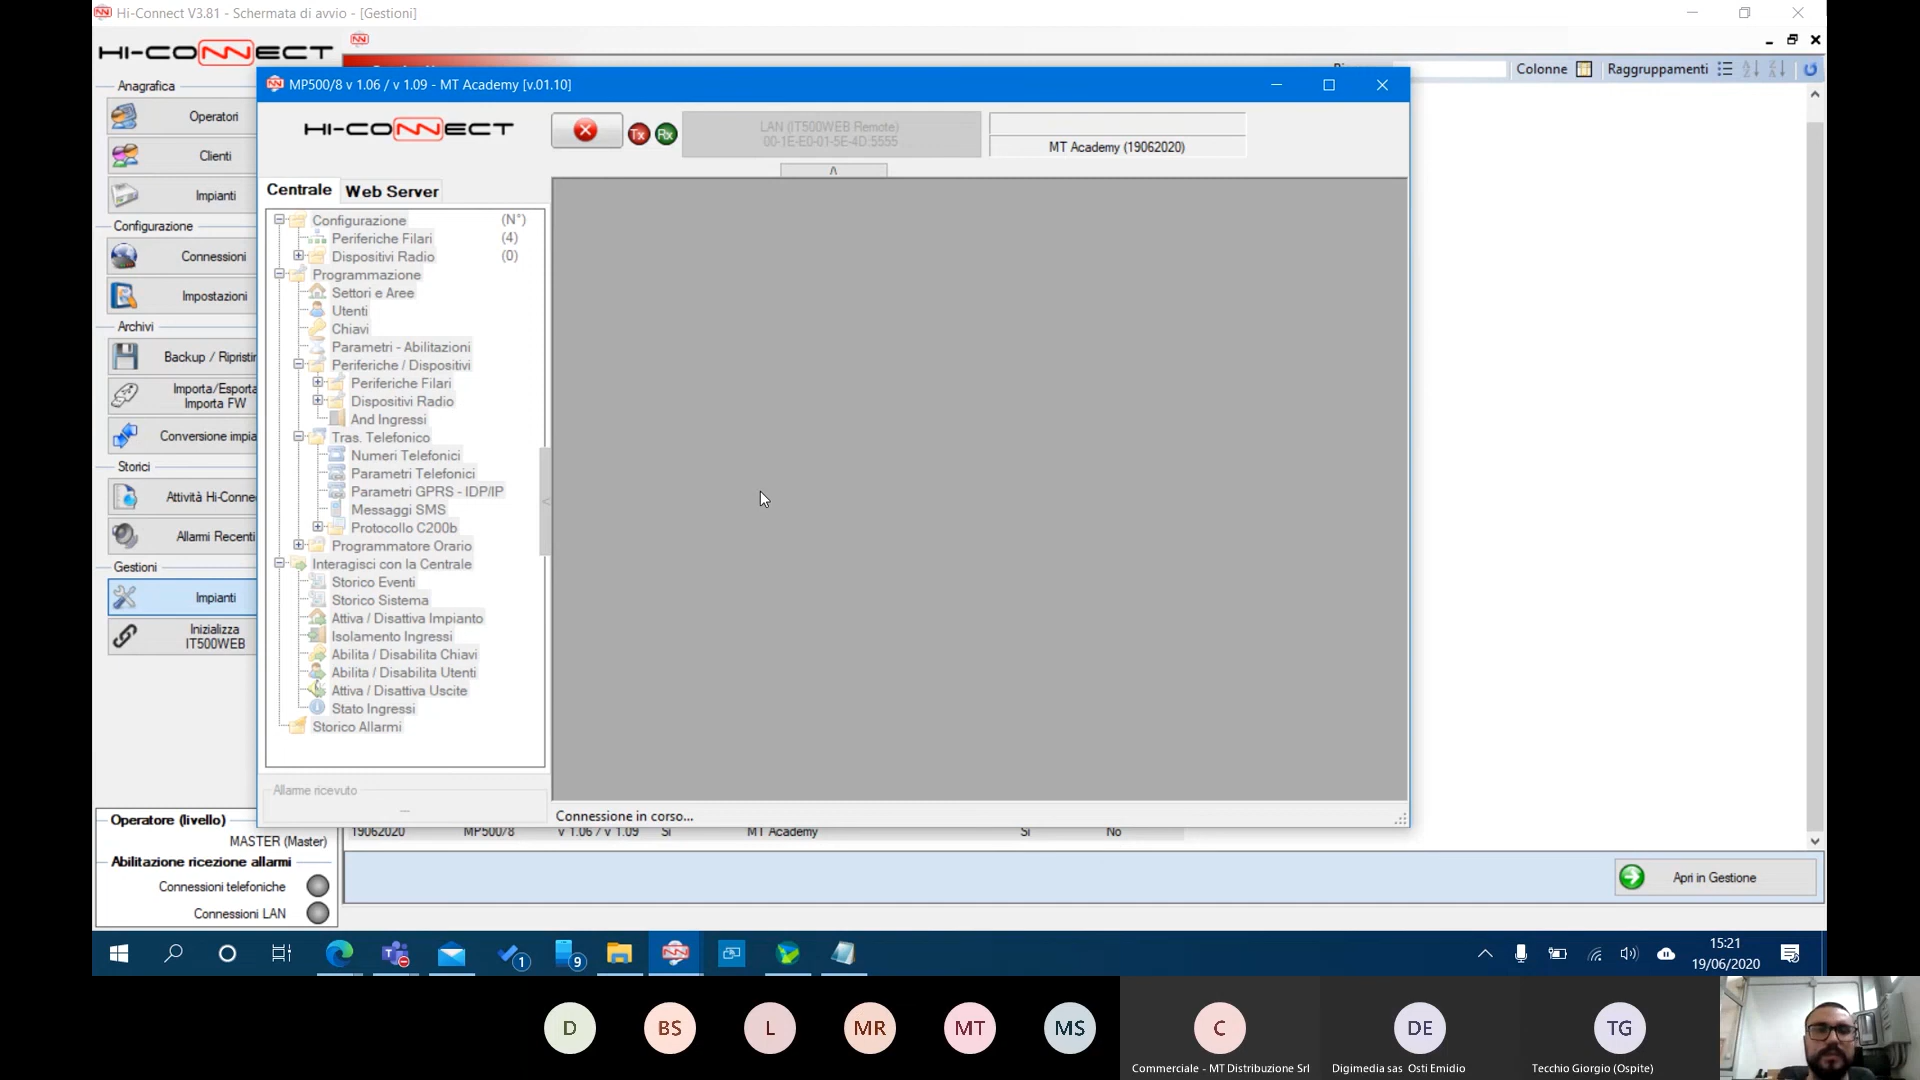 Hi-Connect V3.81 - Schermata di avvio - [Gestioni]
HI-CONNECT
Colonne
Raggruppamenti
Anagrafica
Operatori
Clienti
Impianti
Configurazione
Connessioni
Impostazioni
Archivi
Backup / Ripristir
Importa/Esporta
Importa FW
Conversione impia
Storici
Attività Hi-Conne
Allarmi Recenti
Gestioni
Impianti
Inizializza
IT500WEB
Operatore (livello)
MASTER (Master)
Abilitazione ricezione allarmi
Connessioni telefoniche
Connessioni LAN
MP500/8 v 1.06 / v 1.09 - MT Academy [v.01.10]
HI-CONNECT
Tx
Rx
LAN (IT500WEB Remote)
00-1E-E0-01-5E-4D:5555
MT Academy (19062020)
Centrale
Web Server
Configurazione (N°)
Periferiche Filari (4)
Dispositivi Radio (0)
Programmazione
Settori e Aree
Utenti
Chiavi
Parametri - Abilitazioni
Periferiche / Dispositivi
Periferiche Filari
Dispositivi Radio
And Ingressi
Tras. Telefonico
Numeri Telefonici
Parametri Telefonici
Parametri GPRS - IDP/IP
Messaggi SMS
Protocollo C200b
Programmatore Orario
Interagisci con la Centrale
Storico Eventi
Storico Sistema
Attiva / Disattiva Impianto
Isolamento Ingressi
Abilita / Disabilita Chiavi
Abilita / Disabilita Utenti
Attiva / Disattiva Uscite
Stato Ingressi
Storico Allarmi
Allarme ricevuto
Connessione in corso...
19062020 MP500/8 v 1.06 / v 1.09 Si MT Academy Si No
Apri in Gestione
1
9
15:21
19/06/2020
D
BS
L
MR
MT
MS
C
DE
TG
Commerciale - MT Distribuzione Srl
Digimedia sas Osti Emidio
Tecchio Giorgio (Ospite)